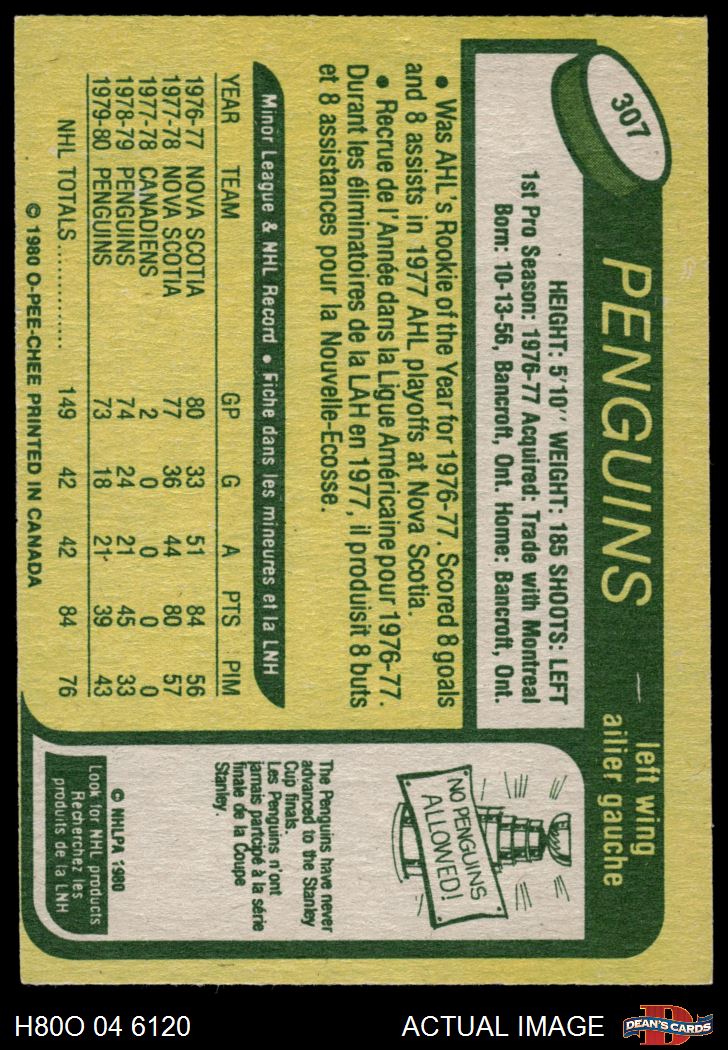 307
PENGUINS
left wing
ailier gauche
HEIGHT: 5'10'' WEIGHT: 185 SHOOTS: LEFT
1st Pro Season: 1976-77 Acquired: Trade with Montreal
Born: 10-13-56, Bancroft, Ont. Home: Bancroft, Ont.
• Was AHL's Rookie of the Year for 1976-77. Scored 8 goals
and 8 assists in 1977 AHL playoffs at Nova Scotia.
• Recrue de l'Année dans la Ligue Américaine pour 1976-77.
Durant les éliminatoires de la LAH en 1977, il produisit 8 buts
et 8 assistances pour la Nouvelle-Ecosse.
Minor League & NHL Record • Fiche dans les mineures et la LNH
YEAR TEAM GP G A PTS PIM
1976-77 NOVA SCOTIA 80 33 51 84 56
1977-78 NOVA SCOTIA 77 36 44 80 57
1977-78 CANADIENS 2 0 0 0 0
1978-79 PENGUINS 74 24 21 45 33
1979-80 PENGUINS 73 18 21 39 43
NHL TOTALS .............. 149 42 42 84 76
© 1980 O-PEE-CHEE PRINTED IN CANADA
NO PENGUINS
ALLOWED!
The Penguins have never
advanced to the Stanley
Cup finals.
Les Penguins n'ont
jamais participé à la série
finale de la Coupe
Stanley.
© NHLPA 1980
Look for NHL products
Recherchez les
produits de la LNH
H80O 04 6120
ACTUAL IMAGE
D
DEAN'S CARDS